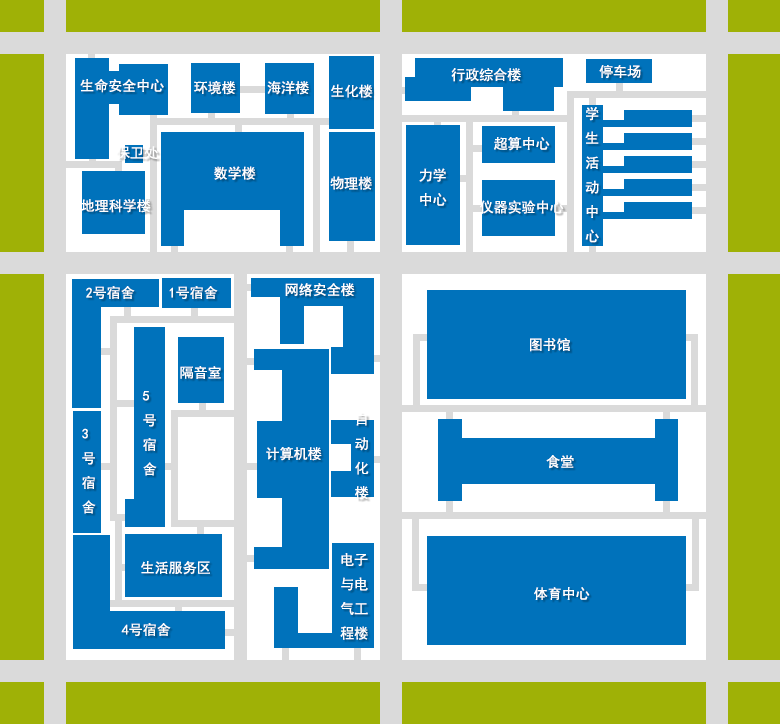 生命安全中心
环境楼
海洋楼
生化楼
行政综合楼
停车场
保卫处
数学楼
物理楼
地理科学楼
力学
中心
超算中心
仪器实验中心
学
生
活
动
中
心
2号宿舍
1号宿舍
网络安全楼
图书馆
隔音室
5
号
宿
舍
3
号
宿
舍
计算机楼
自
动
化
楼
食堂
生活服务区
电子
与电
气工
程楼
体育中心
4号宿舍